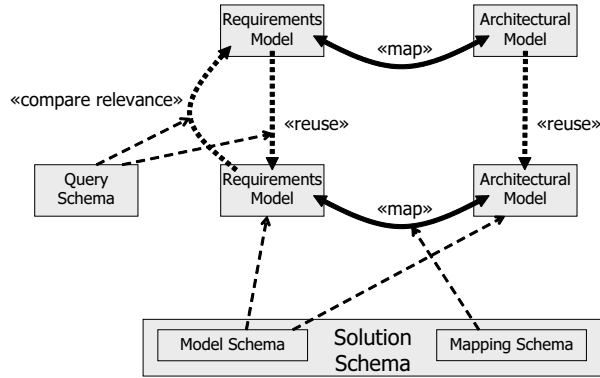 Requirements
Model
«map»
Architectural
Model
«compare relevance»
«reuse»
«reuse»
Query
Schema
Requirements
Model
«map»
Architectural
Model
Model Schema
Solution
Schema
Mapping Schema